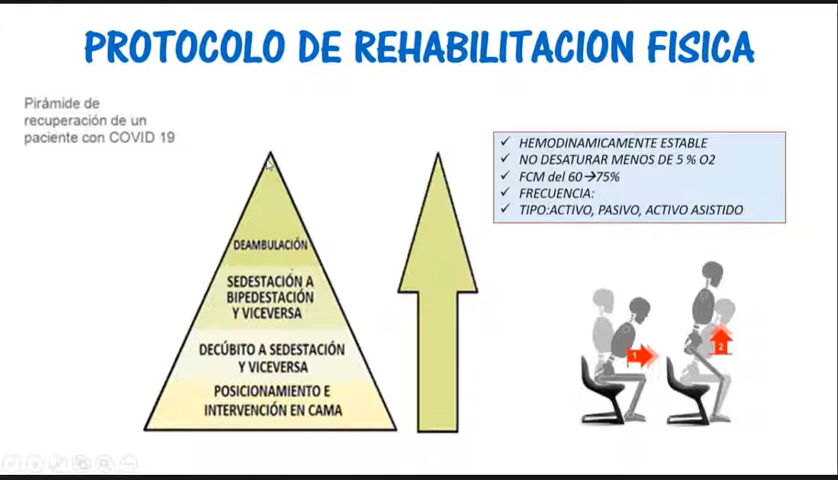 PROTOCOLO DE REHABILITACION FISICA
Pirámide de
recuperación de un
paciente con COVID 19
DEAMBULACIÓN
SEDESTACIÓN A
BIPEDESTACIÓN
Y VICEVERSA
DECÚBITO A SEDESTACIÓN
Y VICEVERSA
POSICIONAMIENTO E
INTERVENCIÓN EN CAMA
✓ HEMODINAMICAMENTE ESTABLE
✓ NO DESATURAR MENOS DE 5 % O2
✓ FCM del 60→75%
✓ FRECUENCIA:
✓ TIPO:ACTIVO, PASIVO, ACTIVO ASISTIDO
1
2